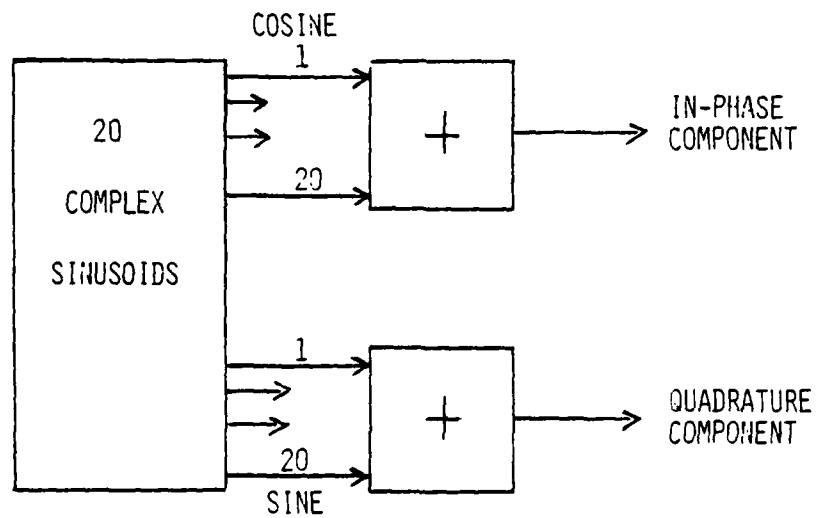 COSINE
1
20
COMPLEX
SINUSOIDS
20
+
IN-PHASE
COMPONENT
1
20
SINE
+
QUADRATURE
COMPONENT